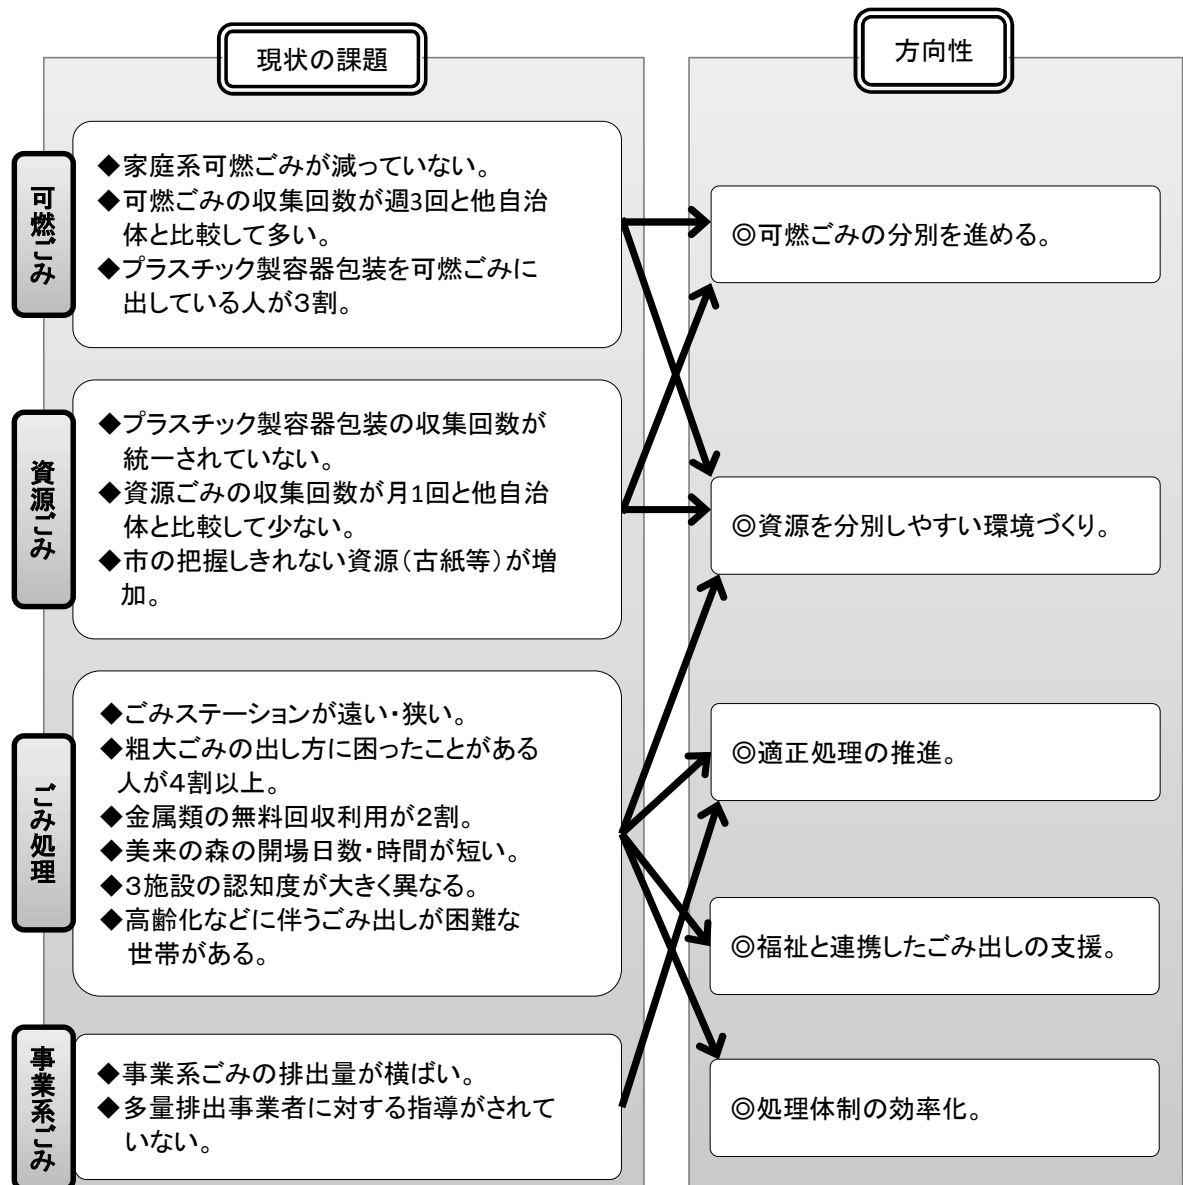 現状の課題
方向性
可燃ごみ
◆家庭系可燃ごみが減っていない。
◆可燃ごみの収集回数が週3回と他自治
体と比較して多い。
◆プラスチック製容器包装を可燃ごみに
出している人が3割。
◎可燃ごみの分別を進める。
資源ごみ
◆プラスチック製容器包装の収集回数が
統一されていない。
◆資源ごみの収集回数が月1回と他自治
体と比較して少ない。
◆市の把握しきれない資源(古紙等)が増
加。
◎資源を分別しやすい環境づくり。
ごみ処理
◆ごみステーションが遠い・狭い。
◆粗大ごみの出し方に困ったことがある
人が4割以上。
◆金属類の無料回収利用が2割。
◆美来の森の開場日数・時間が短い。
◆3施設の認知度が大きく異なる。
◆高齢化などに伴うごみ出しが困難な
世帯がある。
◎適正処理の推進。
◎福祉と連携したごみ出しの支援。
事業系ごみ
◆事業系ごみの排出量が横ばい。
◆多量排出事業者に対する指導がされて
いない。
◎処理体制の効率化。